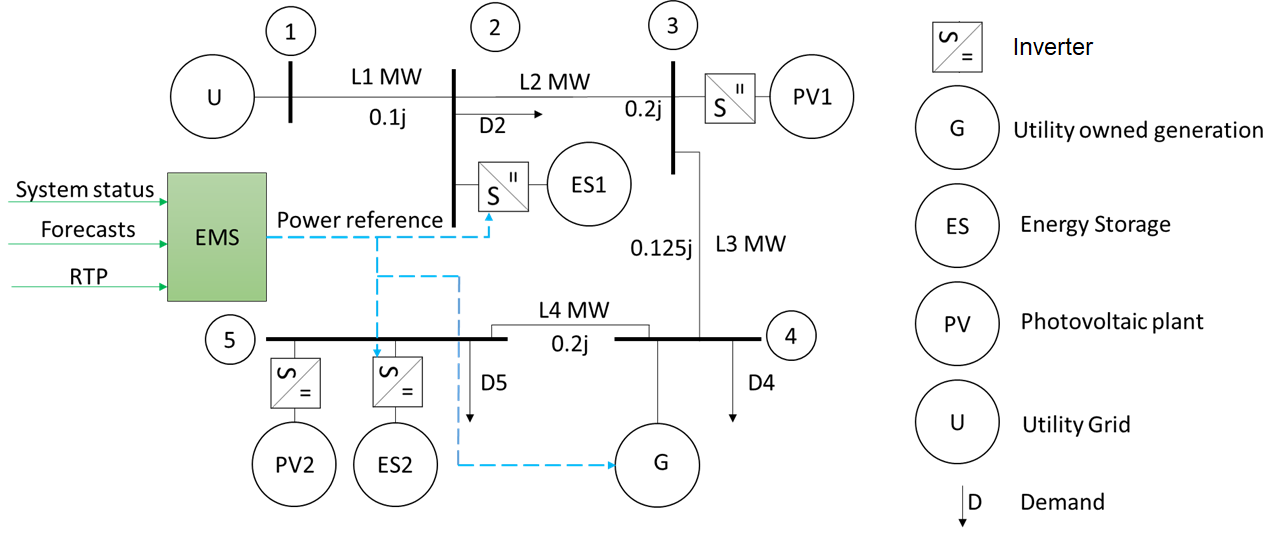 1
2
3
U
L1 MW
0.1j
L2 MW
0.2j
S =
PV1
D2
S =
ES1
System status
Forecasts
RTP
EMS
Power reference
0.125j
L3 MW
5
L4 MW
0.2j
4
S =
S =
D5
D4
PV2
ES2
G
S =
Inverter
G
Utility owned generation
ES
Energy Storage
PV
Photovoltaic plant
U
Utility Grid
D
Demand